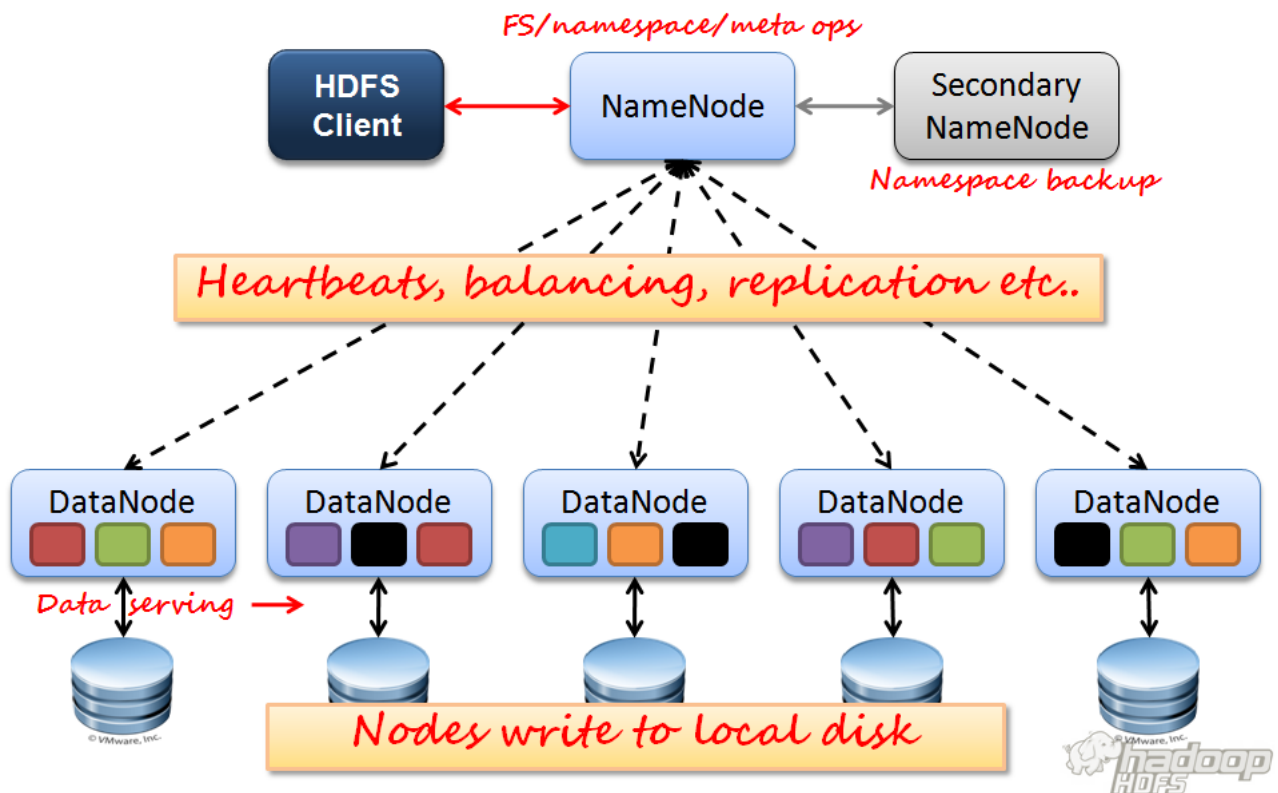 FS/namespace/meta ops
HDFS
Client
NameNode
Secondary
NameNode
Namespace backup
Heartbeats, balancing, replication etc..
DataNode
DataNode
DataNode
DataNode
DataNode
Data serving
Nodes write to local disk
© VMware, Inc.
© VMware, Inc.
hadoop
HDFS